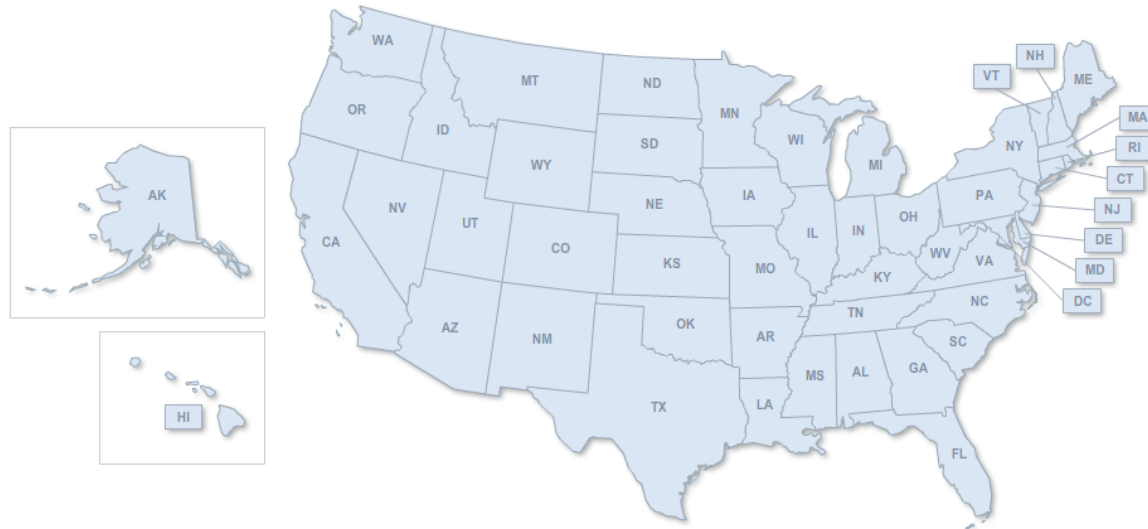 WA
MT
ND
MN
OR
ID
SD
WI
MI
NH
VT
ME
NY
MA
RI
CT
WY
AK
NV
UT
NE
IA
PA
NJ
CA
CO
KS
IL
IN
OH
DE
MD
DC
MO
KY
WV
VA
AZ
NM
OK
AR
TN
NC
SC
HI
TX
LA
MS
AL
GA
FL